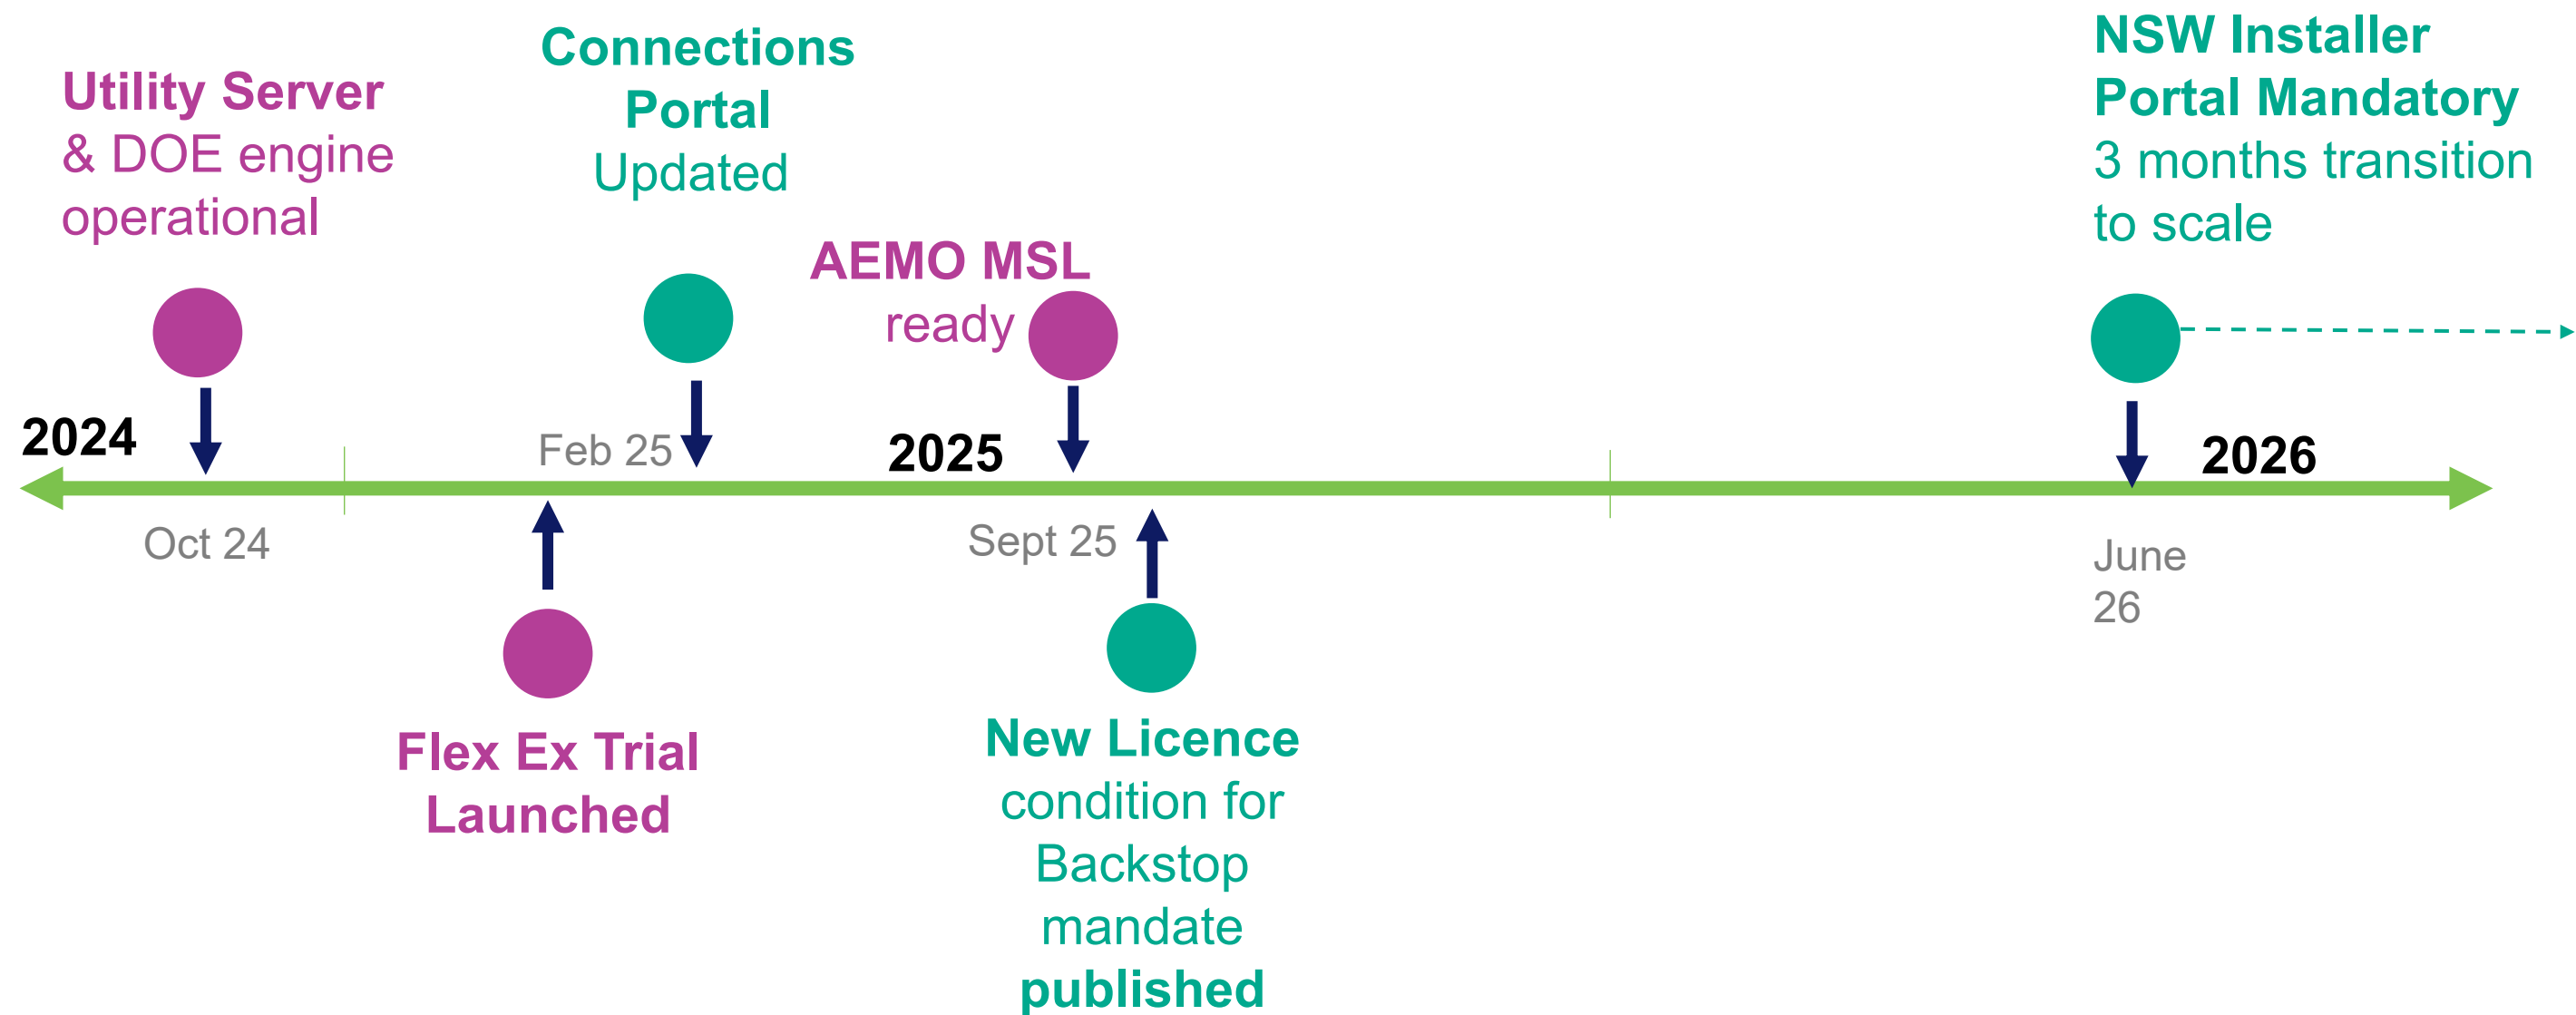 Utility Server
& DOE engine
operational
Connections
Portal
Updated
AEMO MSL
ready
NSW Installer
Portal Mandatory
3 months transition
to scale
2024
Feb 25
2025
2026
Oct 24
Sept 25
June
26
Flex Ex Trial
Launched
New Licence
condition for
Backstop
mandate
published